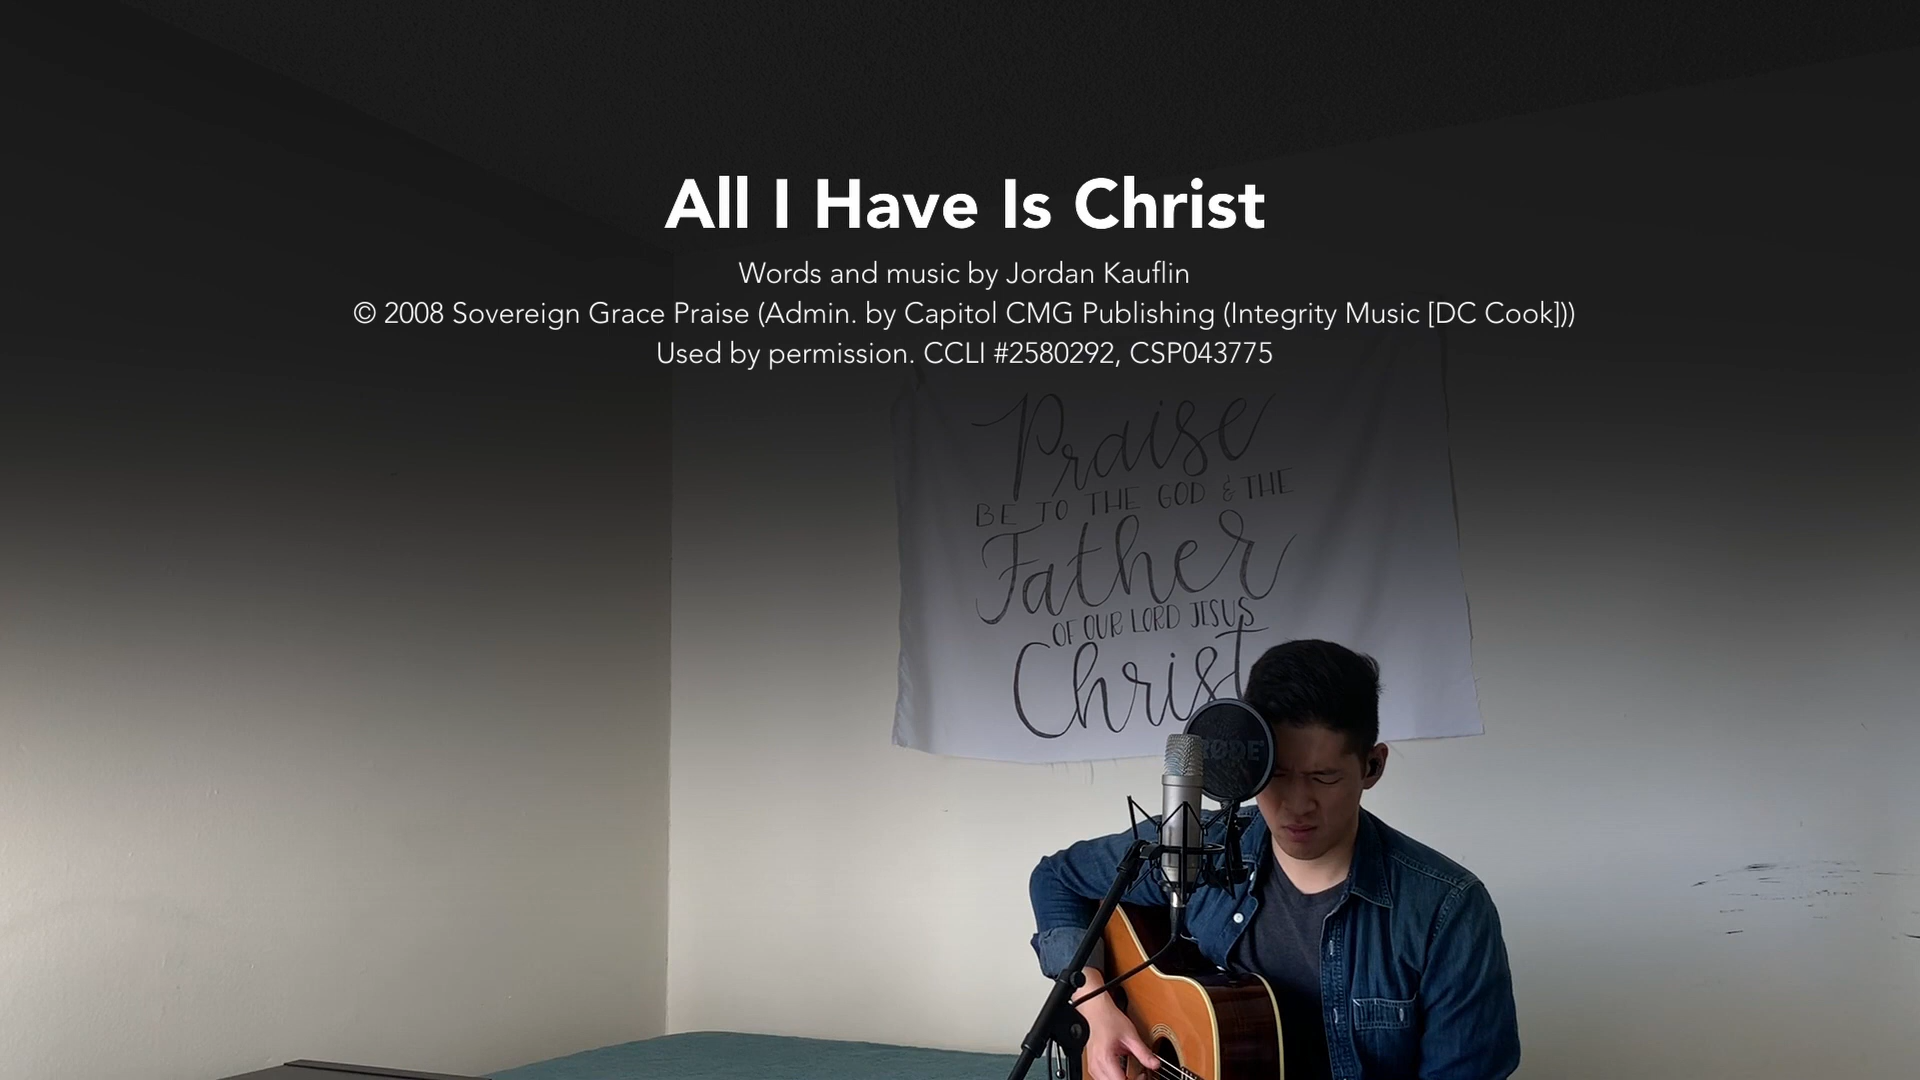 All I Have Is Christ
Words and music by Jordan Kauflin
© 2008 Sovereign Grace Praise (Admin. by Capitol CMG Publishing (Integrity Music [DC Cook]))
Used by permission. CCLI #2580292, CSP043775
Praise
BE TO THE GOD & THE
Father
OF OUR LORD JESUS
Christ
RØDE